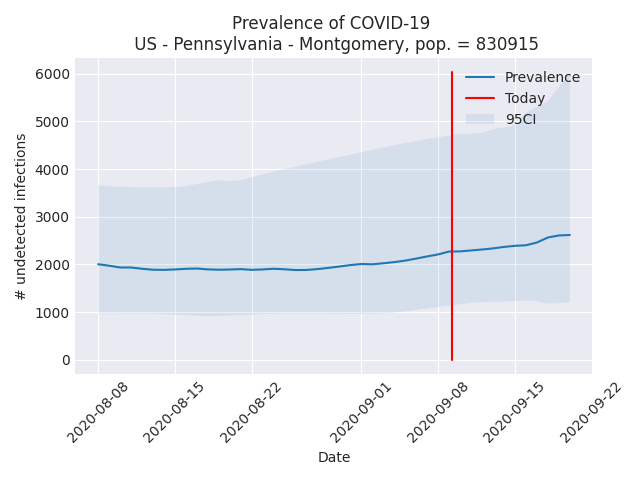 Prevalence of COVID-19
US - Pennsylvania - Montgomery, pop. = 830915
6000
5000
4000
3000
2000
1000
0
# undetected infections
Prevalence
Today
95CI
2020-08-08
2020-08-15
2020-08-22
2020-09-01
2020-09-08
2020-09-15
2020-09-22
Date